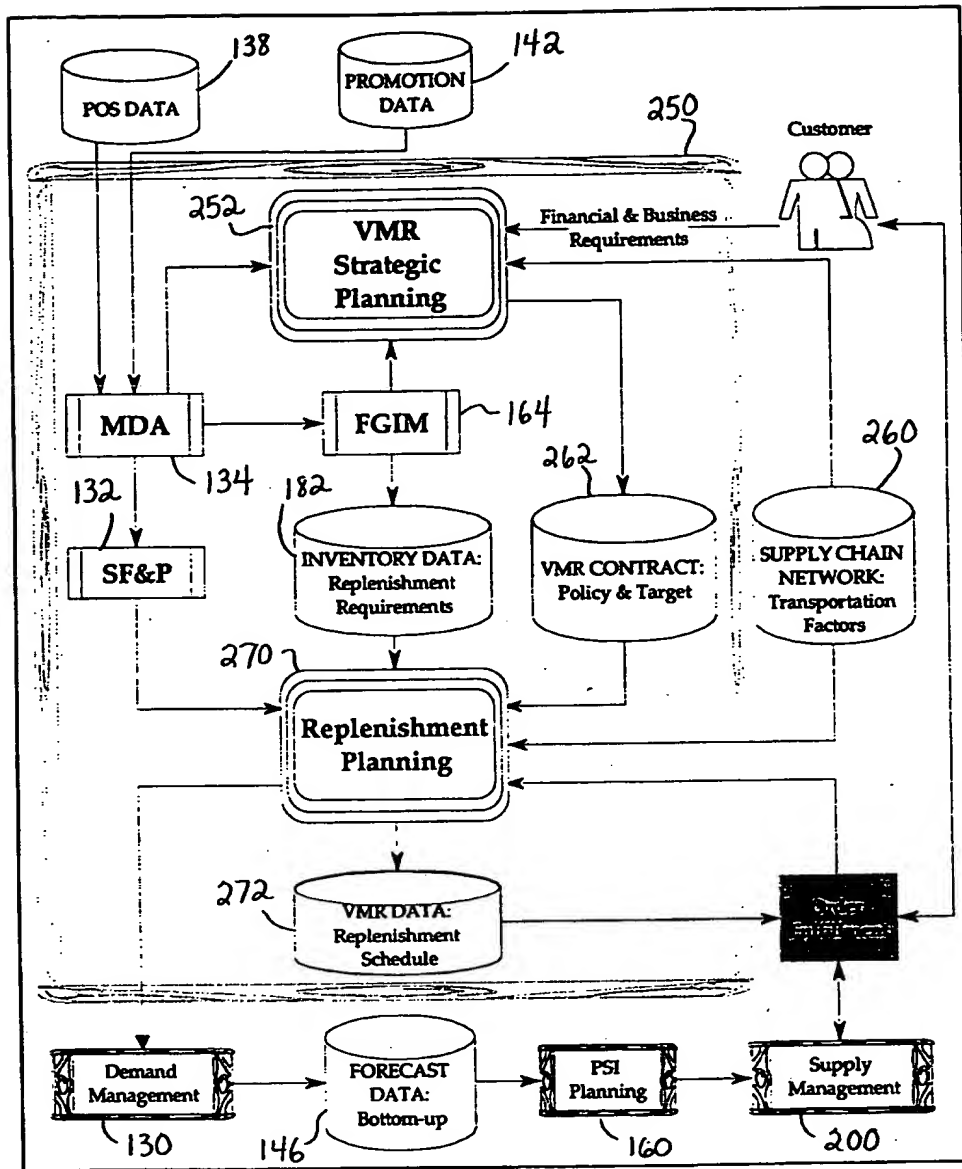 138
142
POS DATA
PROMOTION
DATA
250
Customer
252
VMR
Strategic
Planning
Financial & Business
Requirements
MDA
FGIM
164
134
132
182
262
260
SF&P
INVENTORY DATA:
Replenishment
Requirements
VMR CONTRACT:
Policy & Target
SUPPLY CHAIN
NETWORK:
Transportation
Factors
270
Replenishment
Planning
272
VMR DATA:
Replenishment
Schedule
Order
Demand
Management
FORECAST
DATA:
Bottom-up
PSI
Planning
Supply
Management
130
146
160
200